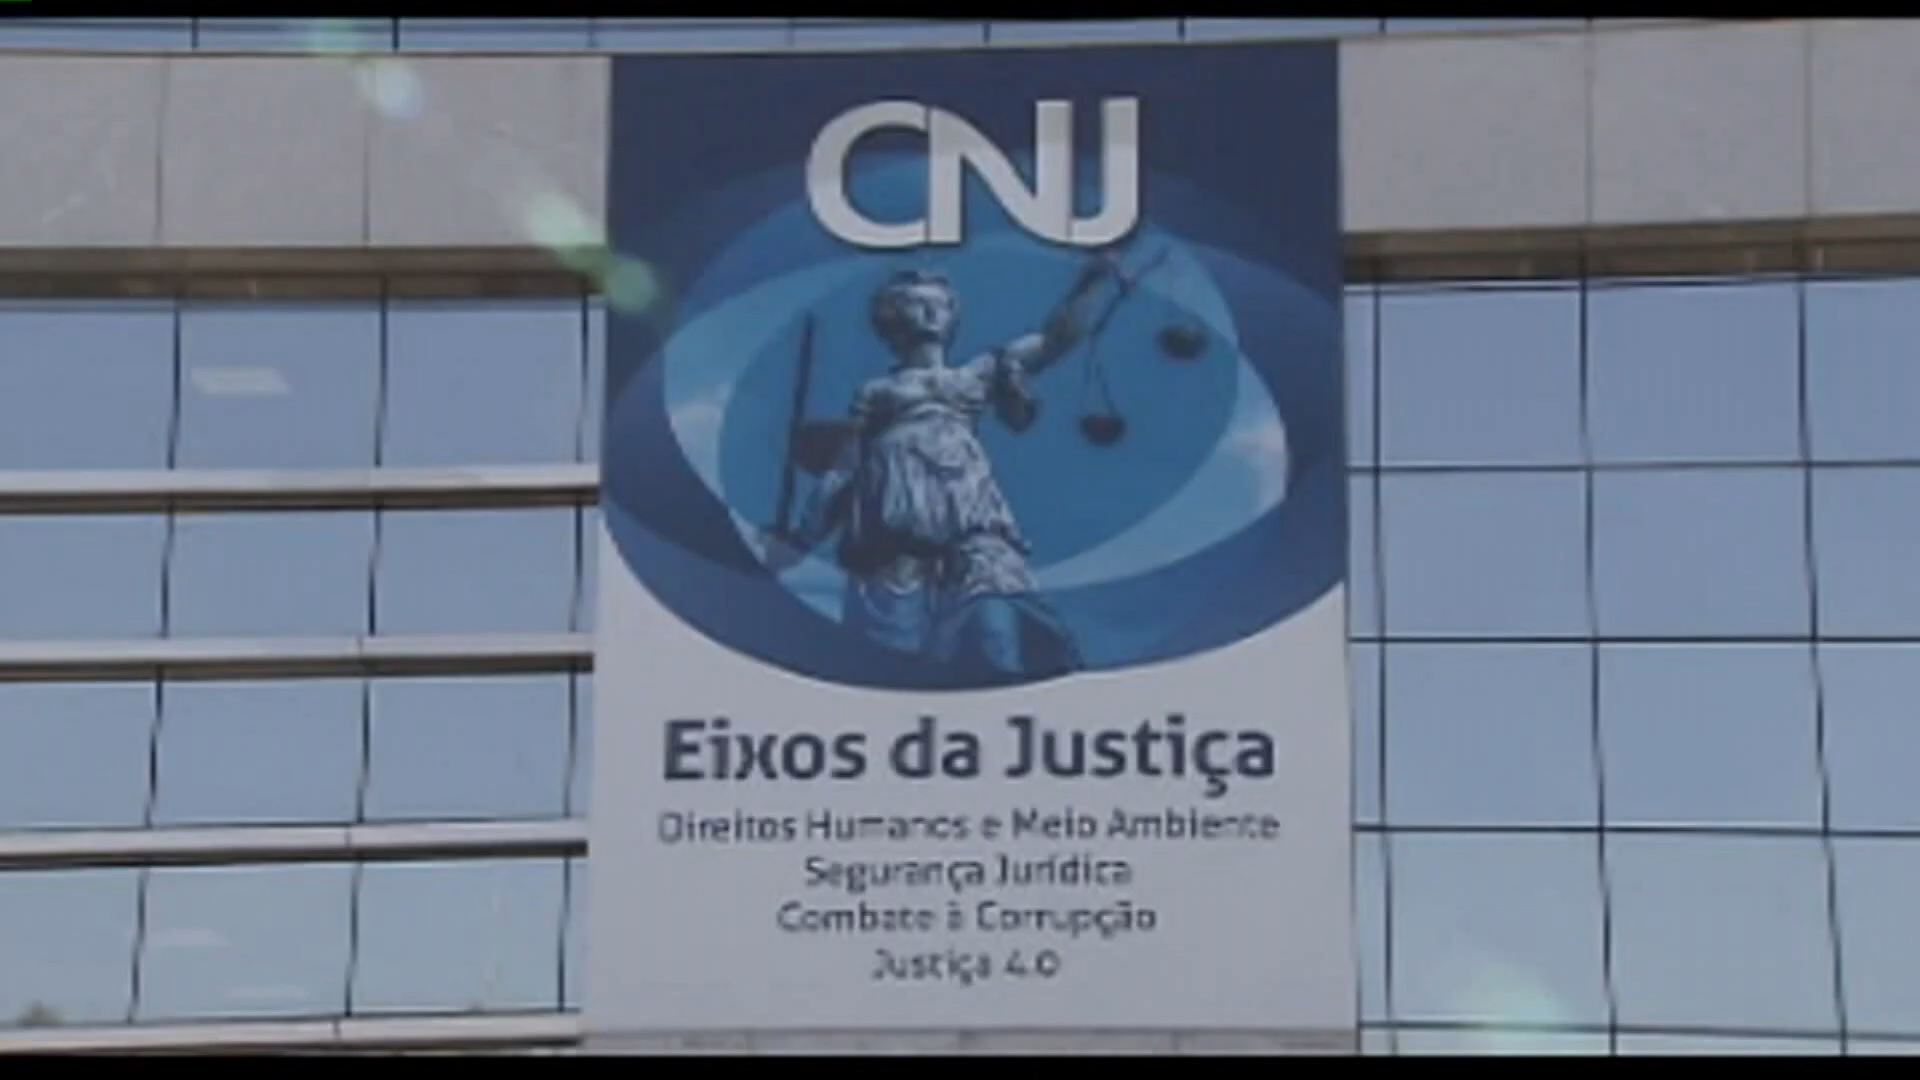 CNJ
Eixos da Justiça
Direitos Humanos e Meio Ambiente
Segurança Jurídica
Combate à Corrupção
Justiça 4.0